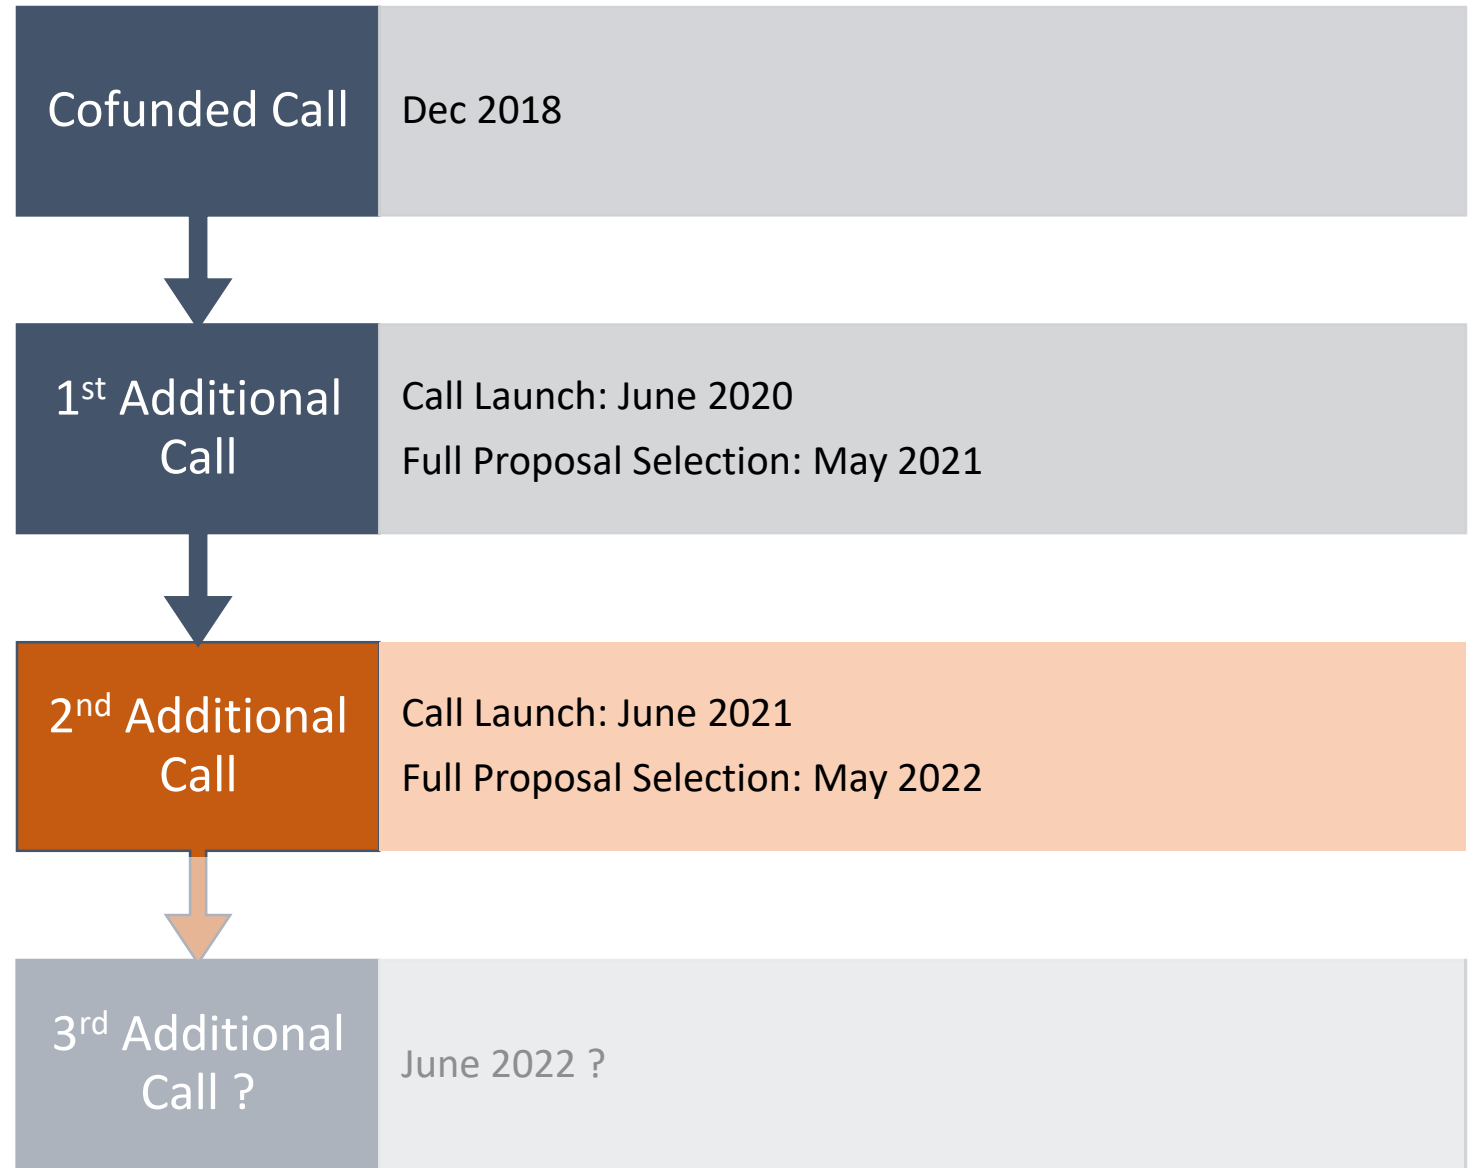 Cofunded Call
Dec 2018
1st Additional
Call
Call Launch: June 2020
Full Proposal Selection: May 2021
2nd Additional
Call
Call Launch: June 2021
Full Proposal Selection: May 2022
3rd Additional
Call ?
June 2022 ?